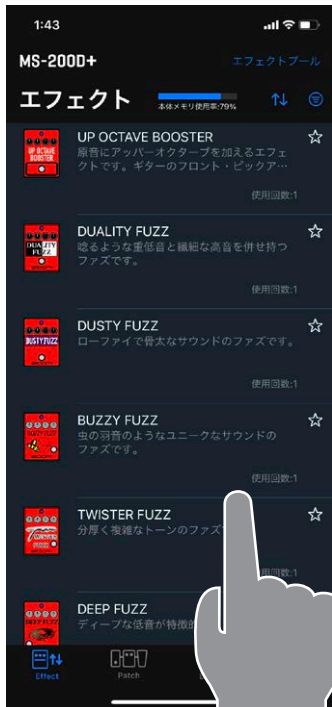 1:43
MS-200D+
エフェクトプール
エフェクト
本体メモリ使用率:79%
UP OCTAVE BOOSTER
UP OCTAVE
BOOSTER
原音にアッパーオクターブを加えるエフェ
クトです。ギターのフロント・ピックア…
使用回数:1
DUALITY FUZZ
DUALITY
FUZZ
唸るような重低音と繊細な高音を併せ持つ
ファズです。
使用回数:1
DUSTY FUZZ
DUSTYFUZZ
ローファイで骨太なサウンドのファズです。
使用回数:1
BUZZY FUZZ
虫の羽音のようなユニークなサウンドの
ファズです。
使用回数:1
TWISTER FUZZ
分厚く複雑なトーンのファズ
使用回数:1
DEEP FUZZ
ディープな低音が特徴的
Effect
Patch